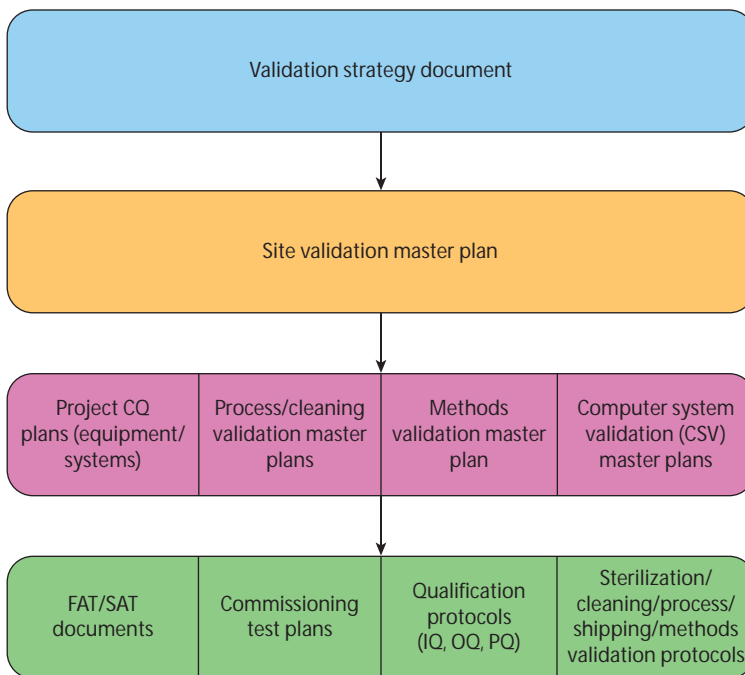 Validation strategy document
Site validation master plan
Project CQ
plans (equipment/
systems)
Process/cleaning
validation master
plans
Methods
validation master
plan
Computer system
validation (CSV)
master plans
FAT/SAT
documents
Commissioning
test plans
Qualification
protocols
(IQ, OQ, PQ)
Sterilization/
cleaning/process/
shipping/methods
validation protocols